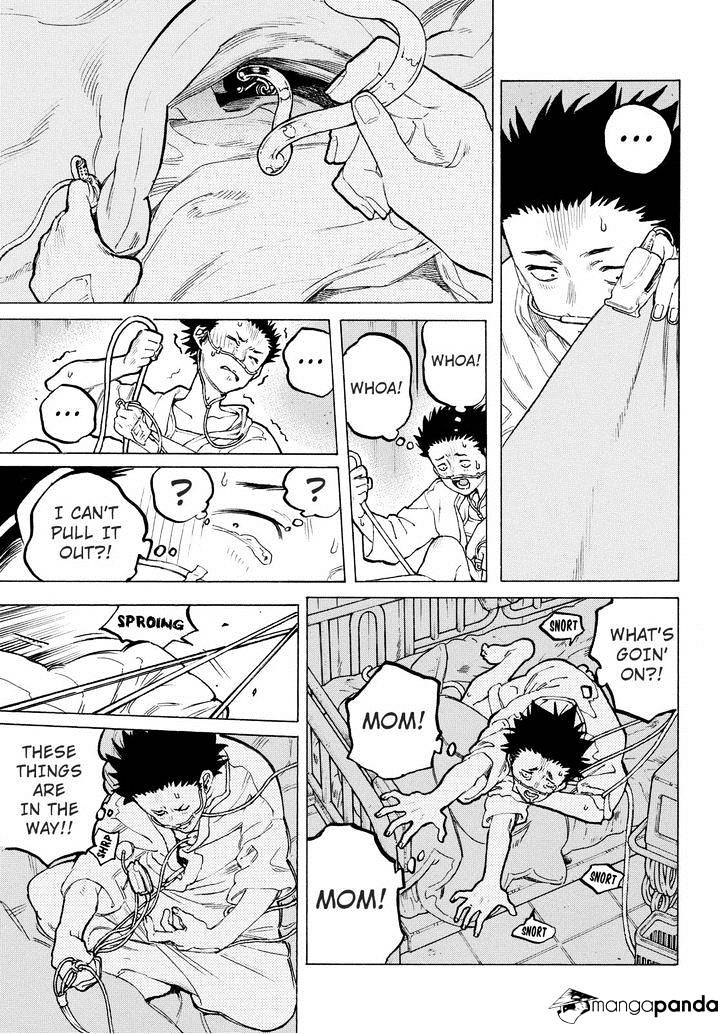 ...
WHOA!
WHOA!
...
...
?
?
I CAN'T
PULL IT
OUT?!
WHAT'S
GOIN'
ON?!
SNORT
MOM!
MOM!
SNORT
SNORT
SPROING
THESE
THINGS
ARE
IN THE
WAY!!
SHRP
mangapanda